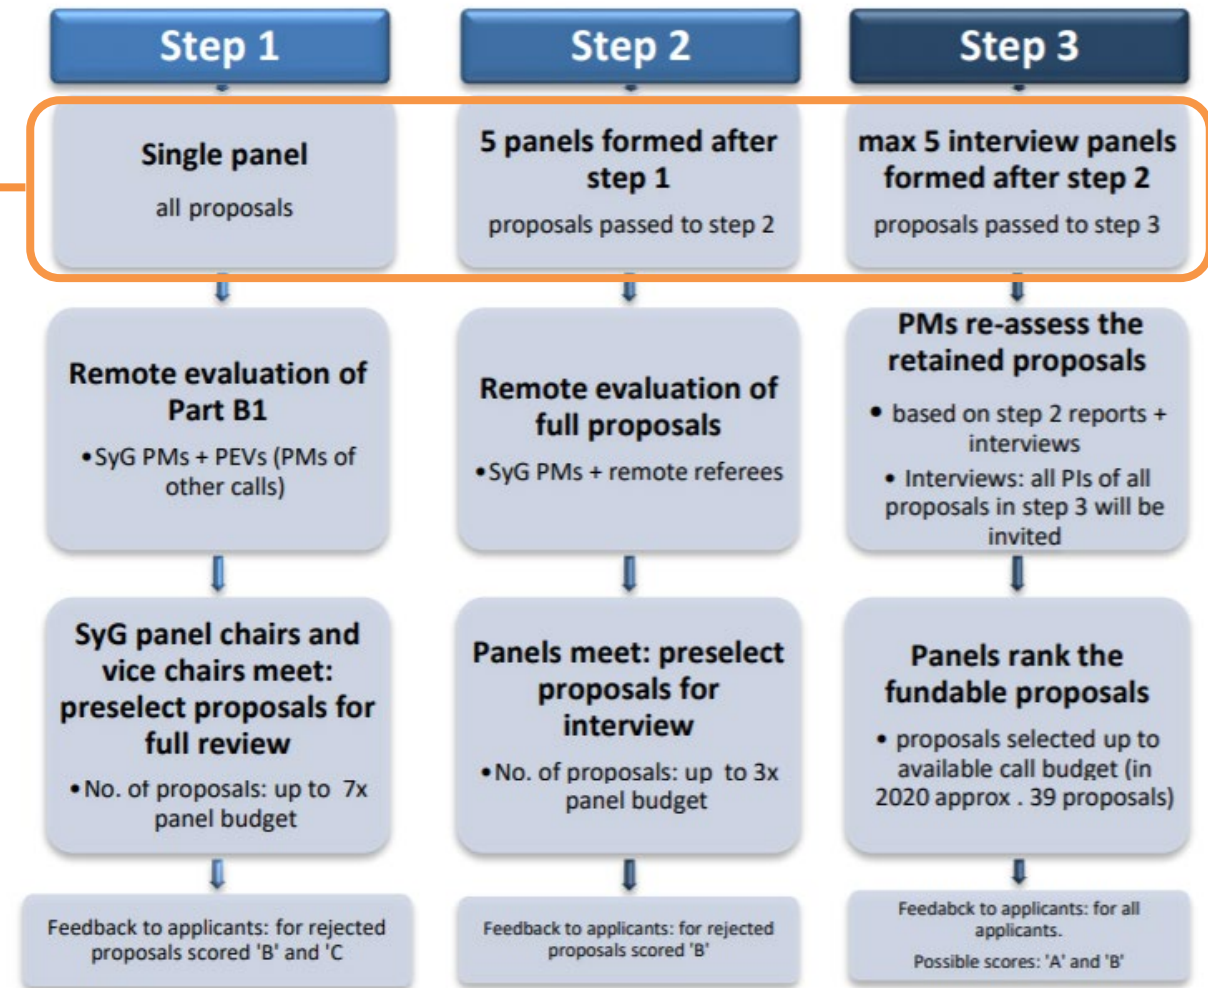 Step 1
Single panel
all proposals
Remote evaluation of
Part B1
•SyG PMs + PEVs (PMs of
other calls)
SyG panel chairs and
vice chairs meet:
preselect proposals for
full review
•No. of proposals: up to 7x
panel budget
Feedback to applicants: for rejected
proposals scored 'B' and 'C
Step 2
5 panels formed after
step 1
proposals passed to step 2
Remote evaluation of
full proposals
•SyG PMs + remote referees
Panels meet: preselect
proposals for
interview
•No. of proposals: up to 3x
panel budget
Feedback to applicants: for rejected
proposals scored 'B'
Step 3
max 5 interview panels
formed after step 2
proposals passed to step 3
PMs re-assess the
retained proposals
• based on step 2 reports +
interviews
• Interviews: all PIs of all
proposals in step 3 will be
invited
Panels rank the
fundable proposals
• proposals selected up to
available call budget (in
2020 approx . 39 proposals)
Feedabck to applicants: for all
applicants.
Possible scores: 'A' and 'B'